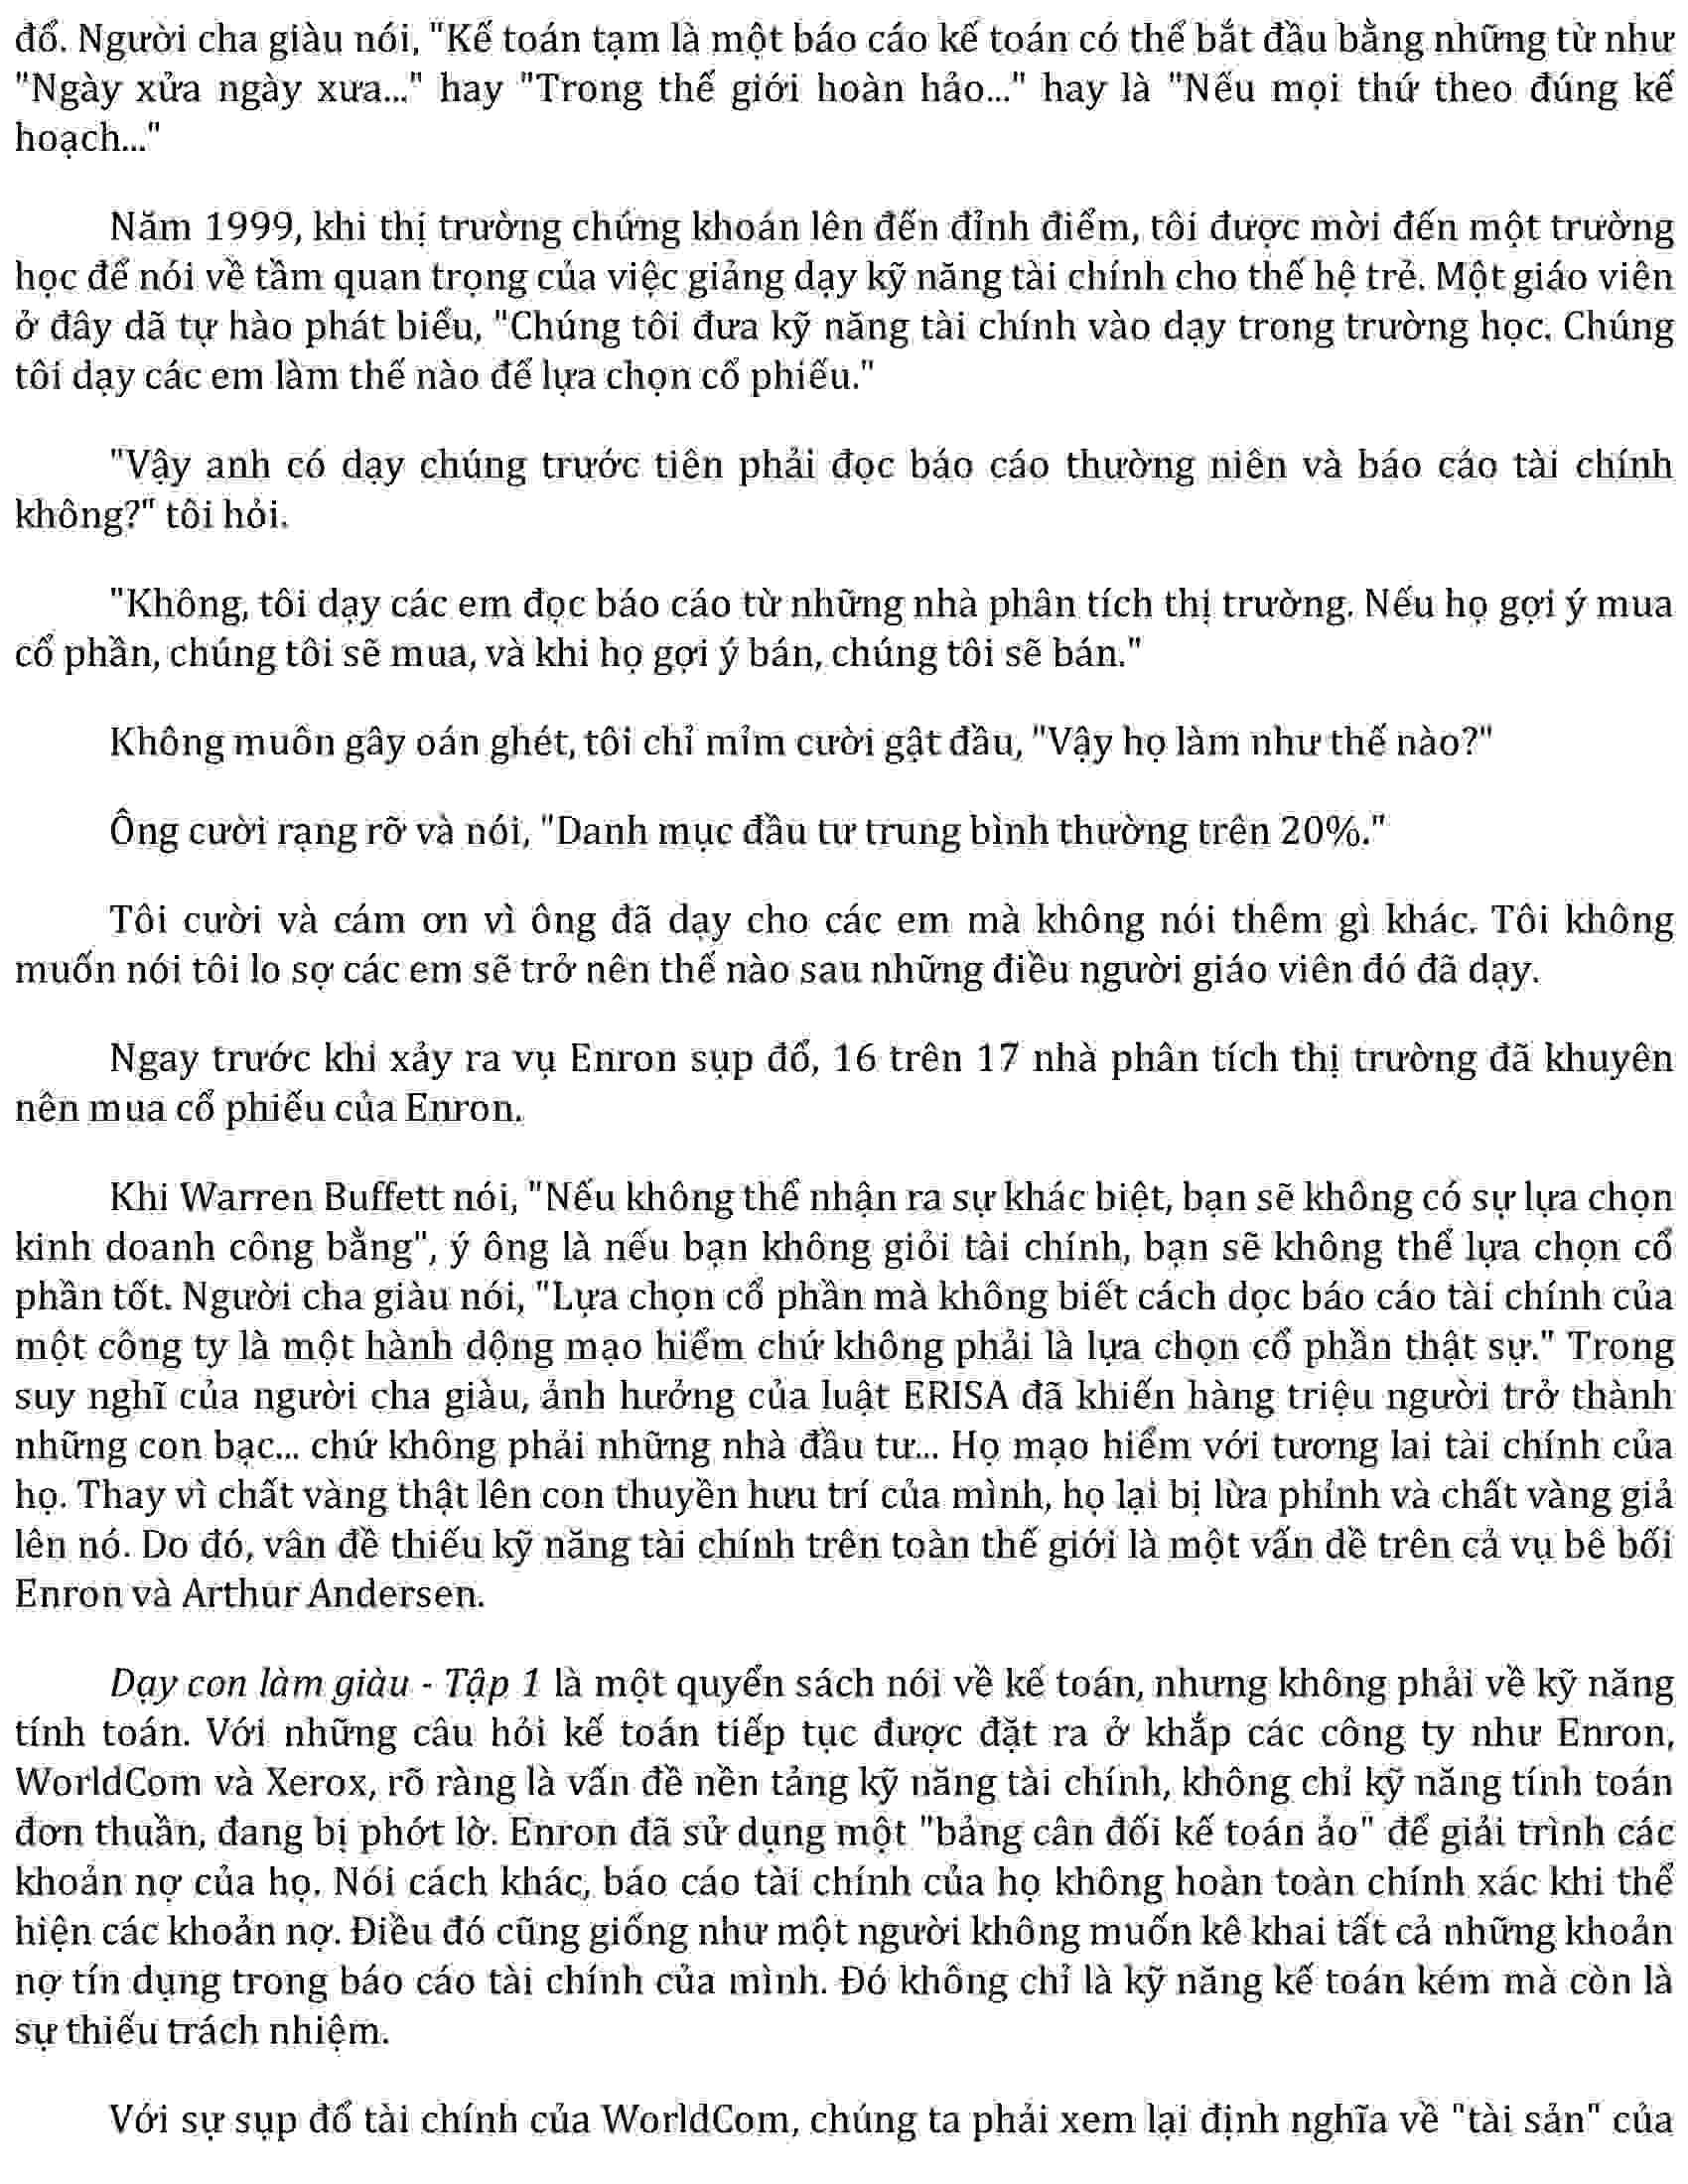 đổ. Người cha giàu nói, "Kế toán tạm là một báo cáo kế toán có thể bắt đầu bằng những từ như
"Ngày xửa ngày xưa..." hay "Trong thế giới hoàn hảo..." hay là "Nếu mọi thứ theo đúng kế
hoạch..."
Năm 1999, khi thị trường chứng khoán lên đến đỉnh điểm, tôi được mời đến một trường
học để nói về tầm quan trọng của việc giảng dạy kỹ năng tài chính cho thế hệ trẻ. Một giáo viên
ở đây dã tự hào phát biểu, "Chúng tôi đưa kỹ năng tài chính vào dạy trong trường học. Chúng
tôi dạy các em làm thế nào để lựa chọn cổ phiếu."
"Vậy anh có dạy chúng trước tiên phải đọc báo cáo thường niên và báo cáo tài chính
không?" tôi hỏi.
"Không, tôi dạy các em đọc báo cáo từ những nhà phân tích thị trường. Nếu họ gợi ý mua
cổ phần, chúng tôi sẽ mua, và khi họ gợi ý bán, chúng tôi sẽ bán."
Không muôn gây oán ghét, tôi chỉ mỉm cười gật đầu, "Vậy họ làm như thế nào?"
Ông cười rạng rỡ và nói, "Danh mục đầu tư trung bình thường trên 20%."
Tôi cười và cám ơn vì ông đã dạy cho các em mà không nói thêm gì khác. Tôi không
muốn nói tôi lo sợ các em sẽ trở nên thế nào sau những điều người giáo viên đó đã dạy.
Ngay trước khi xảy ra vụ Enron sụp đổ, 16 trên 17 nhà phân tích thị trường đã khuyên
nên mua cổ phiếu của Enron.
Khi Warren Buffett nói, "Nếu không thể nhận ra sự khác biệt, bạn sẽ không có sự lựa chọn
kinh doanh công bằng", ý ông là nếu bạn không giỏi tài chính, bạn sẽ không thể lựa chọn cổ
phần tốt. Người cha giàu nói, "Lựa chọn cổ phần mà không biết cách dọc báo cáo tài chính của
một công ty là một hành dộng mạo hiểm chứ không phải là lựa chọn cổ phần thật sự." Trong
suy nghĩ của người cha giàu, ảnh hưởng của luật ERISA đã khiến hàng triệu người trở thành
những con bạc... chứ không phải những nhà đầu tư... Họ mạo hiểm với tương lai tài chính của
họ. Thay vì chất vàng thật lên con thuyền hưu trí của mình, họ lại bị lừa phỉnh và chất vàng giả
lên nó. Do đó, vân đề thiếu kỹ năng tài chính trên toàn thế giới là một vấn dề trên cả vụ bê bối
Enron và Arthur Andersen.
Dạy con làm giàu - Tập 1 là một quyển sách nói về kế toán, nhưng không phải về kỹ năng
tính toán. Với những câu hỏi kế toán tiếp tục được đặt ra ở khắp các công ty như Enron,
WorldCom và Xerox, rõ ràng là vấn đề nền tảng kỹ năng tài chính, không chỉ kỹ năng tính toán
đơn thuần, đang bị phớt lờ. Enron đã sử dụng một "bảng cân đối kế toán ảo" để giải trình các
khoản nợ của họ. Nói cách khác, báo cáo tài chính của họ không hoàn toàn chính xác khi thể
hiện các khoản nợ. Điều đó cũng giống như một người không muốn kê khai tất cả những khoản
nợ tín dụng trong báo cáo tài chính của mình. Đó không chỉ là kỹ năng kế toán kém mà còn là
sự thiếu trách nhiệm.
Với sự sụp đổ tài chính của WorldCom, chúng ta phải xem lại định nghĩa về "tài sản" của